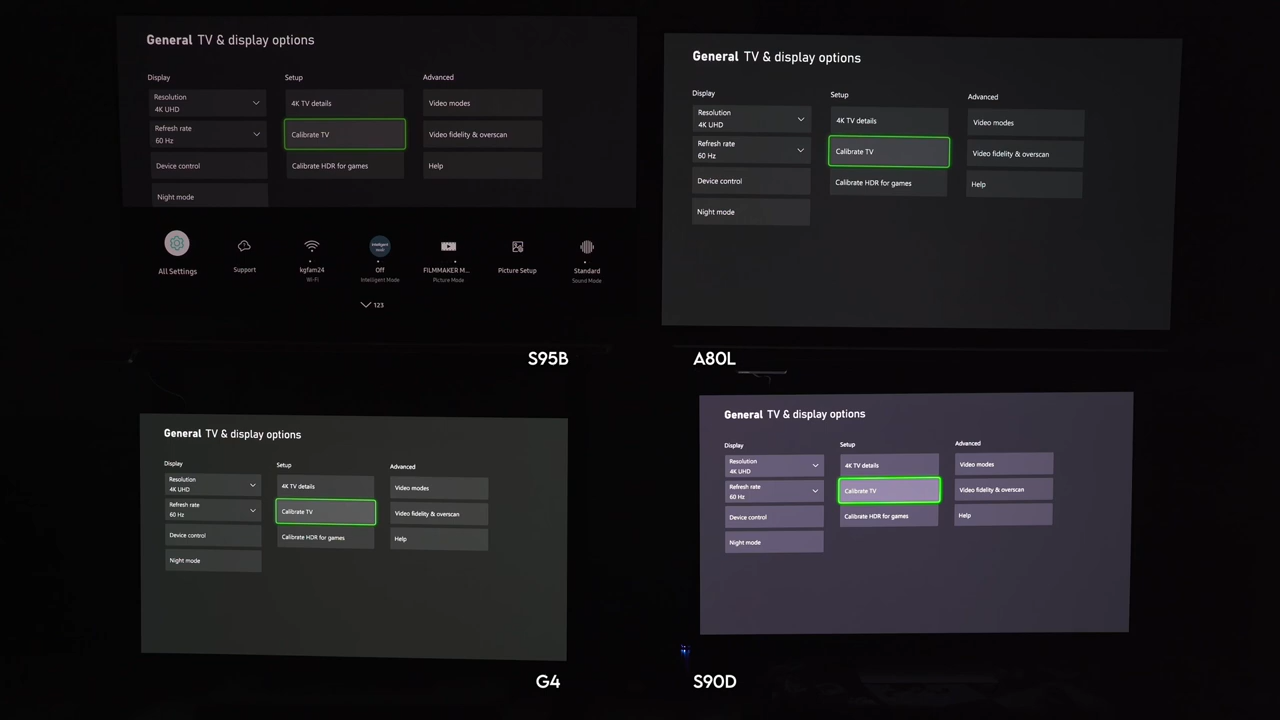 General TV & display options
Display
Setup
Advanced
Resolution
4K UHD
4K TV details
Video modes
Refresh rate
60 Hz
Calibrate TV
Video fidelity & overscan
Device control
Calibrate HDR for games
Help
Night mode
All Settings
Support
kgfam24
Wi-Fi
Intelligent
Mode
Off
Intelligent Mode
FILMMAKER M...
Picture Mode
Picture Setup
Standard
Sound Mode
123
S95B
General TV & display options
Display
Setup
Advanced
Resolution
4K UHD
4K TV details
Video modes
Refresh rate
60 Hz
Calibrate TV
Video fidelity & overscan
Device control
Calibrate HDR for games
Help
Night mode
A80L
General TV & display options
Display
Setup
Advanced
Resolution
4K UHD
4K TV details
Video modes
Refresh rate
60 Hz
Calibrate TV
Video fidelity & overscan
Device control
Calibrate HDR for games
Help
Night mode
G4
General TV & display options
Display
Setup
Advanced
Resolution
4K UHD
4K TV details
Video modes
Refresh rate
60 Hz
Calibrate TV
Video fidelity & overscan
Device control
Calibrate HDR for games
Help
Night mode
S90D